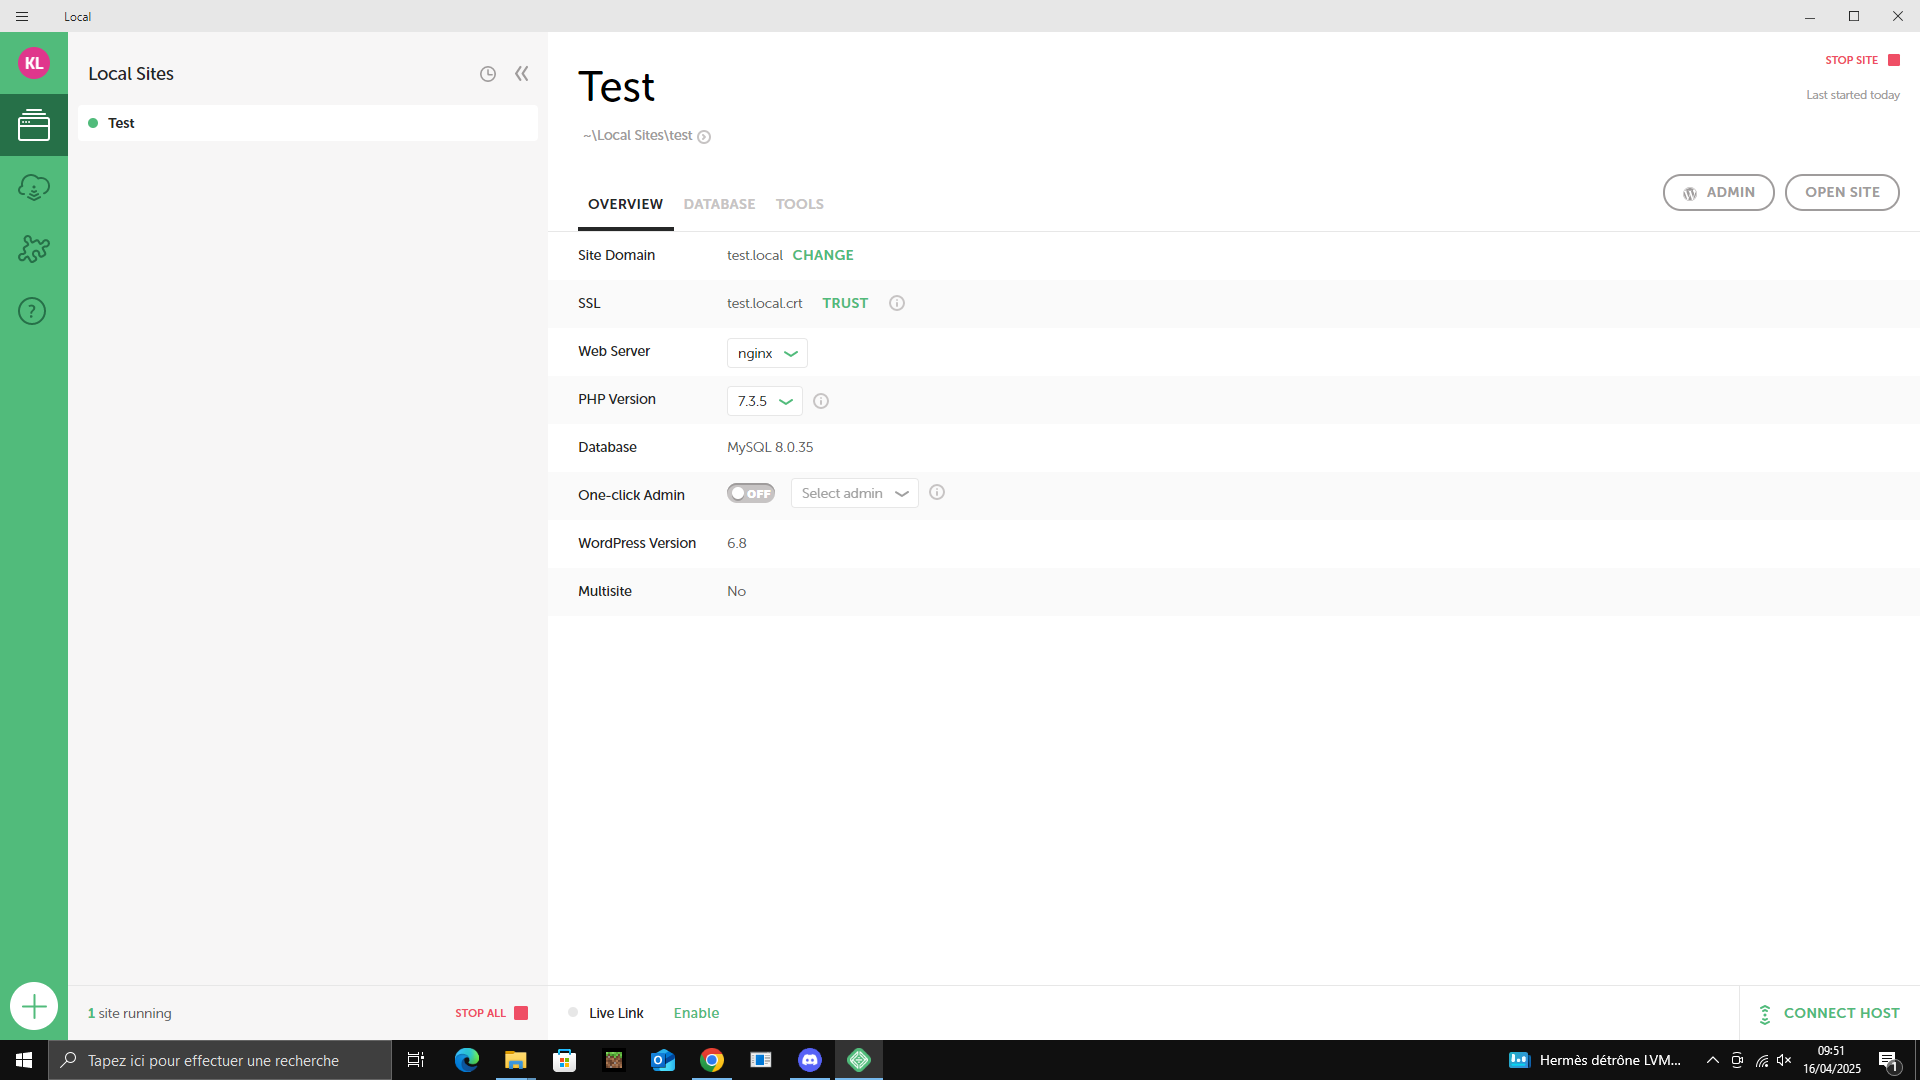 Local
KL
Local Sites
Test
1 site running
STOP ALL
Test
~\Local Sites\test
STOP SITE
Last started today
OVERVIEW DATABASE TOOLS
ADMIN
OPEN SITE
Site Domain test.local CHANGE
SSL test.local.crt TRUST
Web Server nginx
PHP Version 7.3.5
Database MySQL 8.0.35
One-click Admin OFF Select admin
WordPress Version 6.8
Multisite No
Live Link Enable
CONNECT HOST
Tapez ici pour effectuer une recherche
Hermès détrône LVM...
09:51
16/04/2025
1